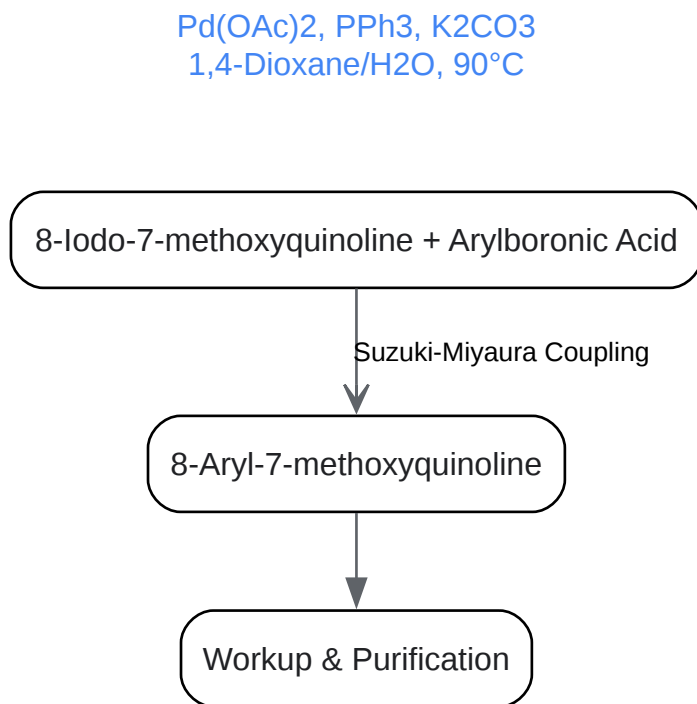 Pd(OAc)2, PPh3, K2CO3
1,4-Dioxane/H2O, 90°C
8-Iodo-7-methoxyquinoline + Arylboronic Acid
Suzuki-Miyaura Coupling
8-Aryl-7-methoxyquinoline
Workup & Purification